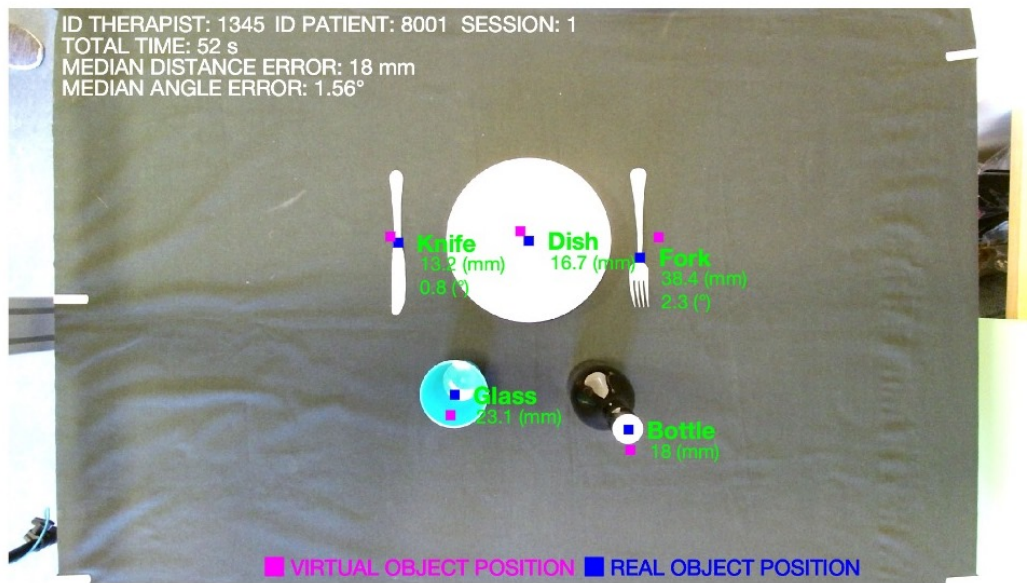 ID THERAPIST: 1345 ID PATIENT: 8001 SESSION: 1
TOTAL TIME: 52 s
MEDIAN DISTANCE ERROR: 18 mm
MEDIAN ANGLE ERROR: 1.56°
Knife
13.2 (mm)
0.8 (°)
Dish
16.7 (mm)
Fork
38.4 (mm)
2.3 (°)
Glass
23.1 (mm)
Bottle
18 (mm)
VIRTUAL OBJECT POSITION REAL OBJECT POSITION